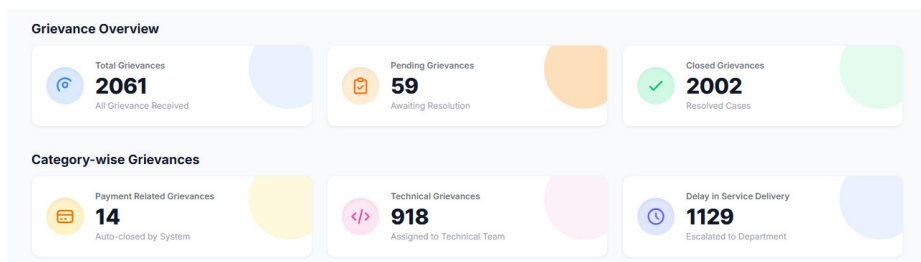 Grievance Overview
Total Grievances
2061
All Grievance Received
Pending Grievances
59
Awaiting Resolution
Closed Grievances
2002
Resolved Cases
Category-wise Grievances
Payment Related Grievances
14
Auto-closed by System
Technical Grievances
918
Assigned to Technical Team
Delay in Service Delivery
1129
Escalated to Department